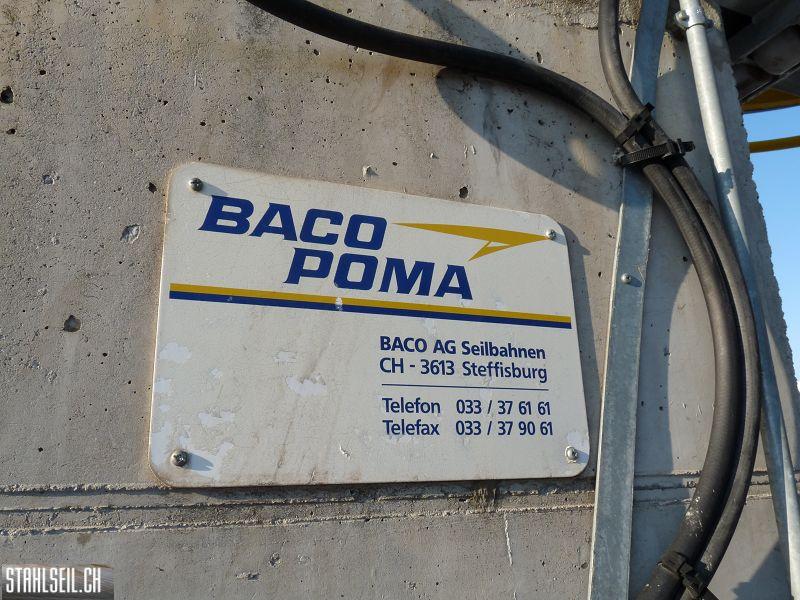 BACO
POMA
BACO AG Seilbahnen
CH - 3613 Steffisburg
Telefon 033 / 37 61 61
Telefax 033 / 37 90 61
STAHLSEIL.CH